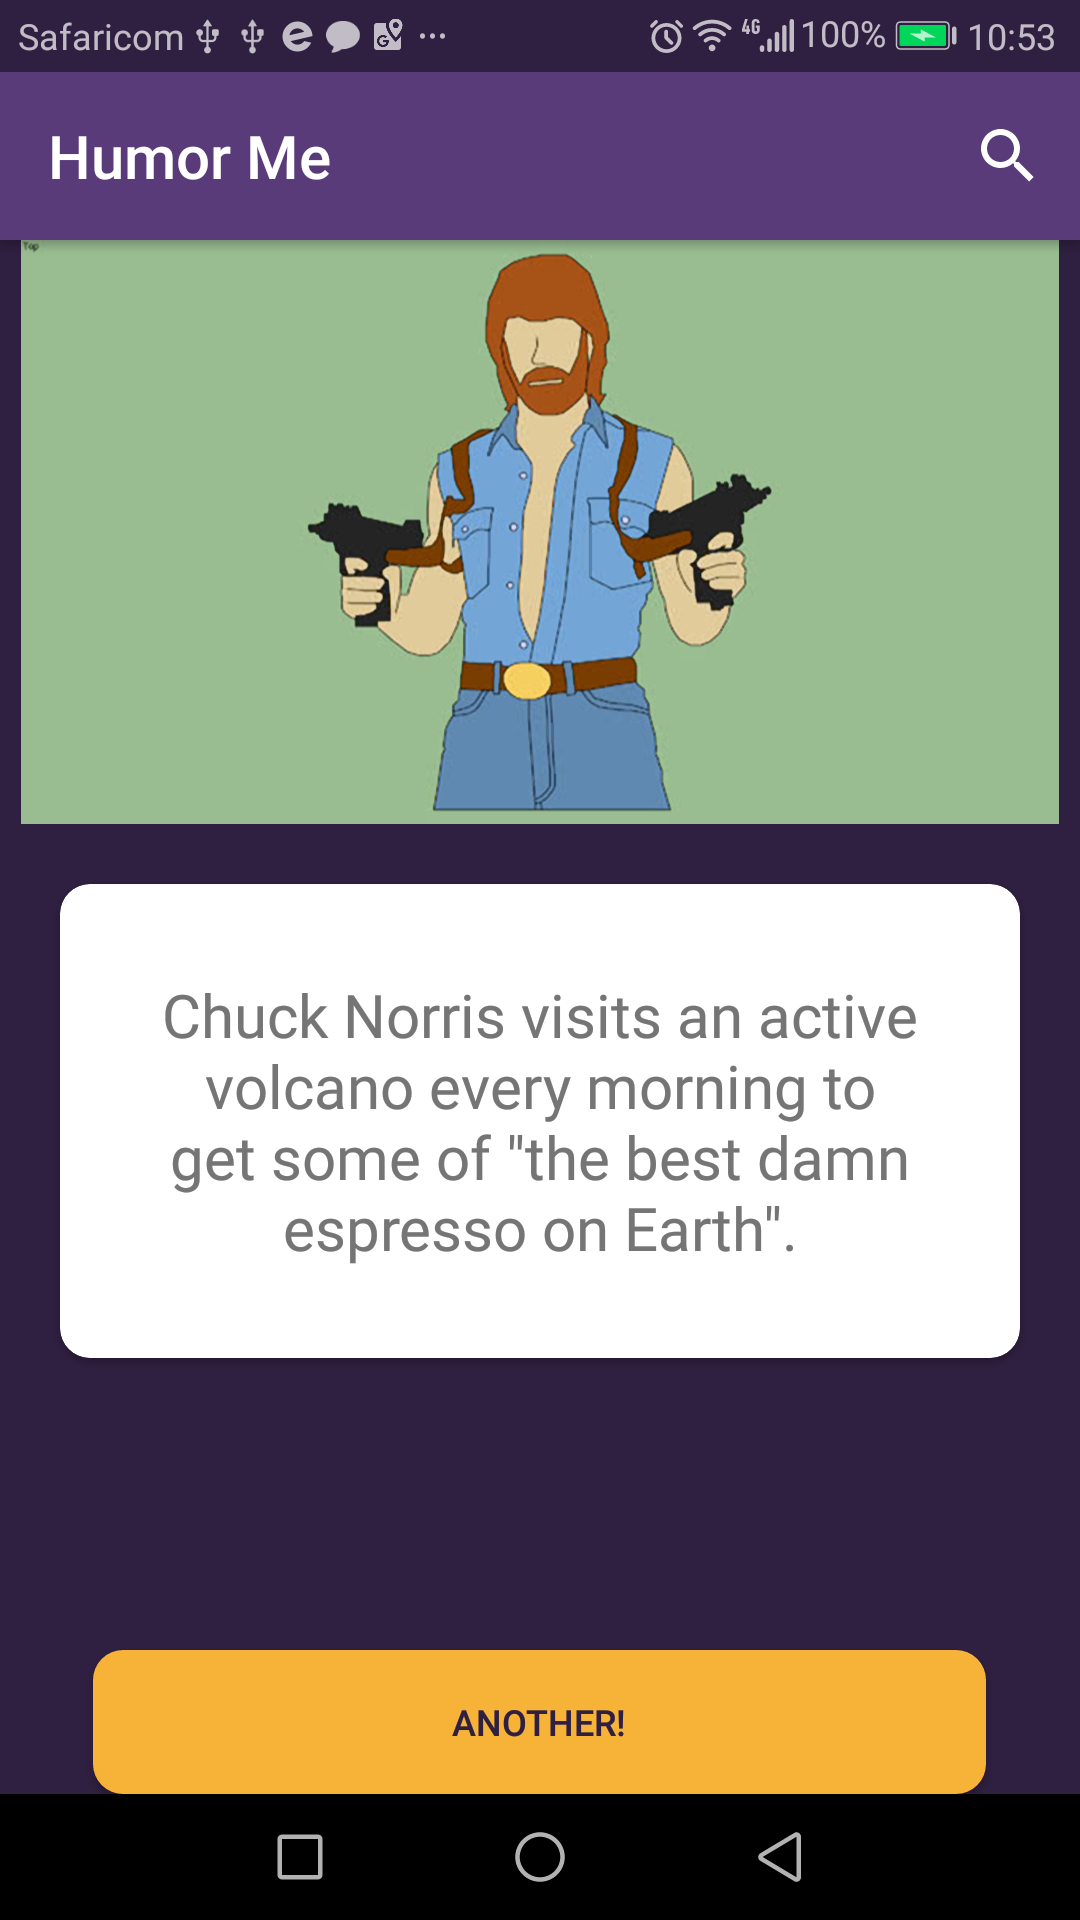 Safaricom 4G 100% 10:53
Humor Me
Top
Chuck Norris visits an active
volcano every morning to
get some of "the best damn
espresso on Earth".
ANOTHER!